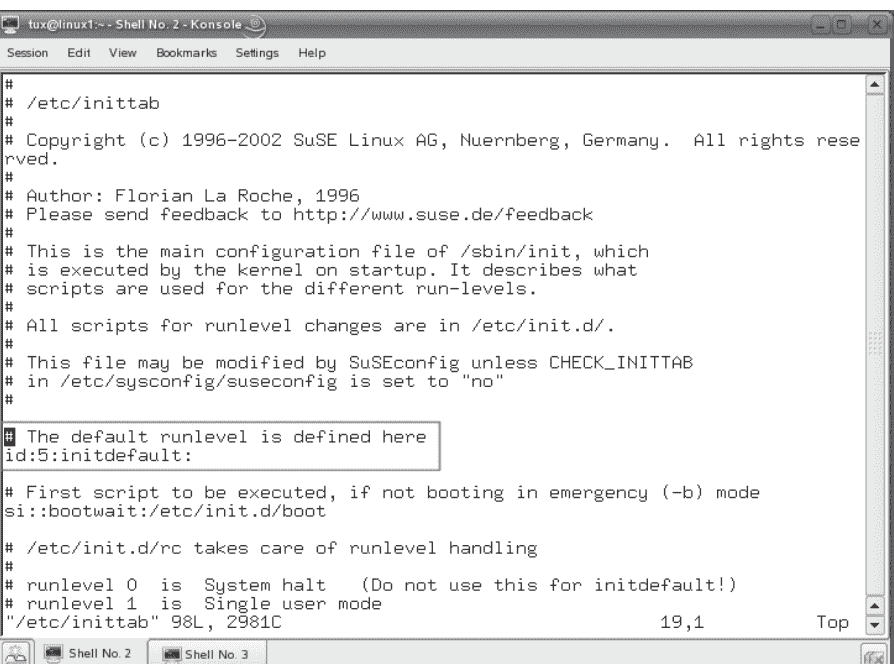 tux@linux1:~ - Shell No. 2 - Konsole
Session Edit View Bookmarks Settings Help
#
# /etc/inittab
#
# Copyright (c) 1996-2002 SuSE Linux AG, Nuernberg, Germany.  All rights rese
rved.
#
# Author: Florian La Roche, 1996
# Please send feedback to http://www.suse.de/feedback
#
# This is the main configuration file of /sbin/init, which
# is executed by the kernel on startup. It describes what
# scripts are used for the different run-levels.
#
# All scripts for runlevel changes are in /etc/init.d/.
#
# This file may be modified by SuSEconfig unless CHECK_INITTAB
# in /etc/sysconfig/suseconfig is set to "no"
#
# The default runlevel is defined here
id:5:initdefault:
# First script to be executed, if not booting in emergency (-b) mode
si::bootwait:/etc/init.d/boot
# /etc/init.d/rc takes care of runlevel handling
#
# runlevel 0  is  System halt   (Do not use this for initdefault!)
# runlevel 1  is  Single user mode
"/etc/inittab" 98L, 2981C 19,1 Top
Shell No. 2 Shell No. 3